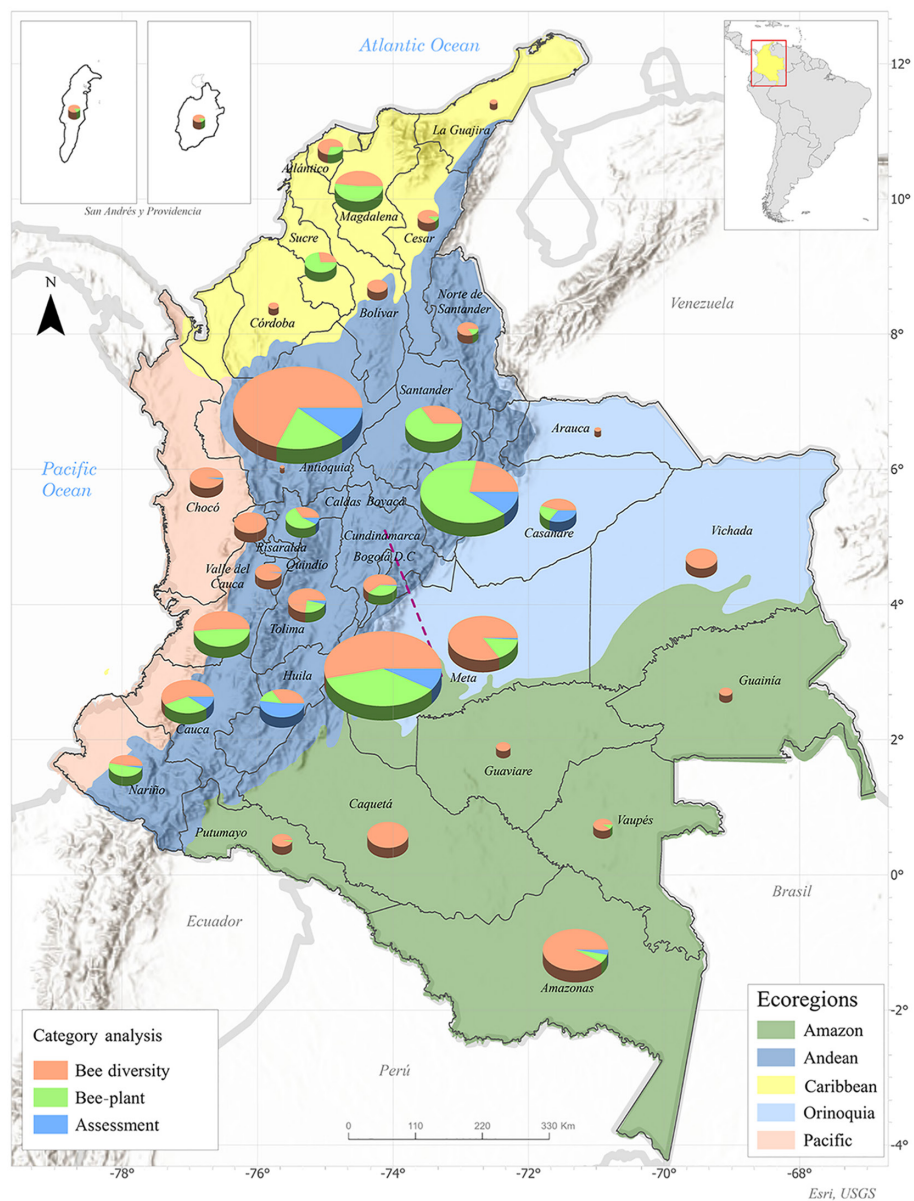 Atlantic Ocean
12°
La Guajira
Atlántico
10°
San Andrés y Providencia
Magdalena
Sucre
Cesar
N
Norte de
Santander
Venezuela
Bolívar
Córdoba
8°
Santander
Arauca
Pacific
Ocean
Antioquia
6°
Chocó
Caldas
Boyacá
Casanare
Vichada
Cundinamarca
Risaralda
Bogotá D.C
Quindío
Valle del
Cauca
4°
Tolima
Huila
Meta
Guainía
Cauca
2°
Guaviare
Nariño
Caquetá
Putumayo
Vaupés
0°
Brasil
Ecuador
Amazonas
Ecoregions
Amazon
Andean
Caribbean
Orinoquia
Pacific
-2°
Category analysis
Bee diversity
Bee-plant
Assessment
Perú
0
110
220
330 Km
-4°
-78°
-76°
-74°
-72°
-70°
-68°
Esri, USGS